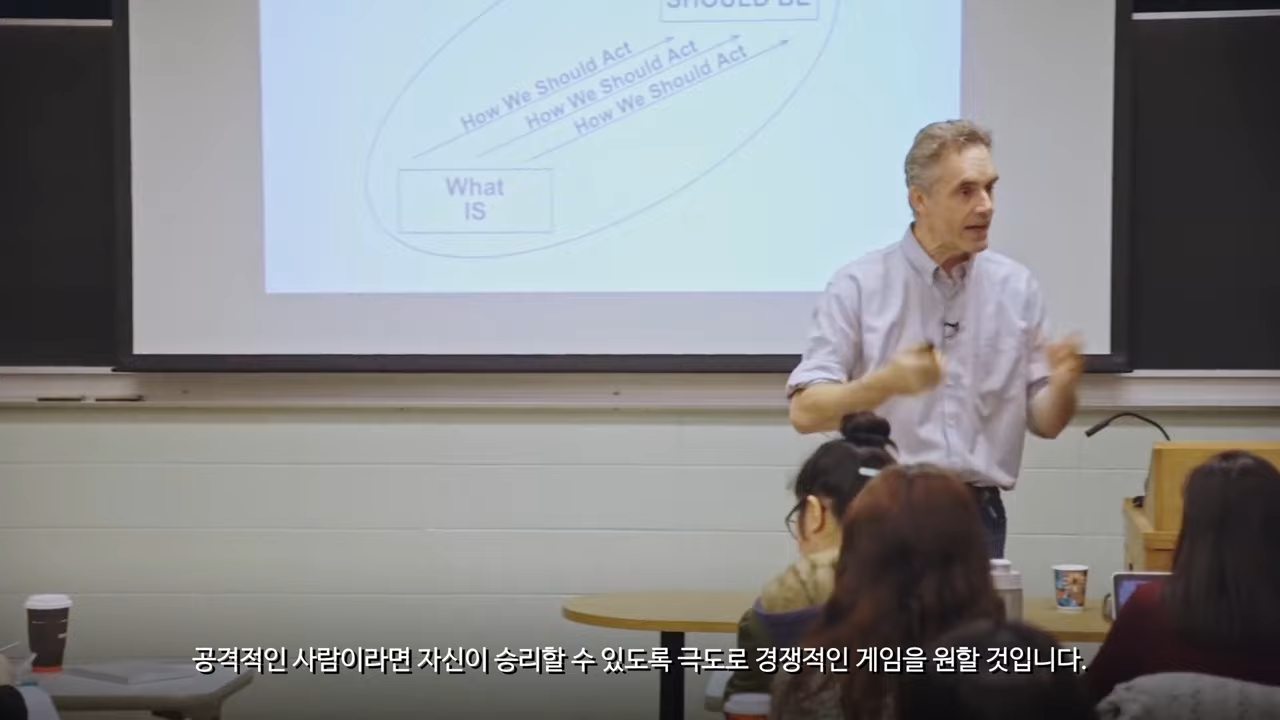 SHOULD BE
How We Should Act
How We Should Act
How We Should Act
What
IS
공격적인 사람이라면 자신이 승리할 수 있도록 극도로 경쟁적인 게임을 원할 것입니다.